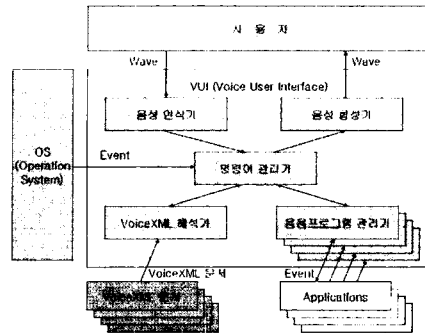 사 용 자
Wave
Wave
VUI (Voice User Interface)
음성 인식기
음성 합성기
OS
(Operation
System)
Event
명령어 관리기
VoiceXML 해석기
응용프로그램 관리기
VoiceXML 문서
Event
Applications